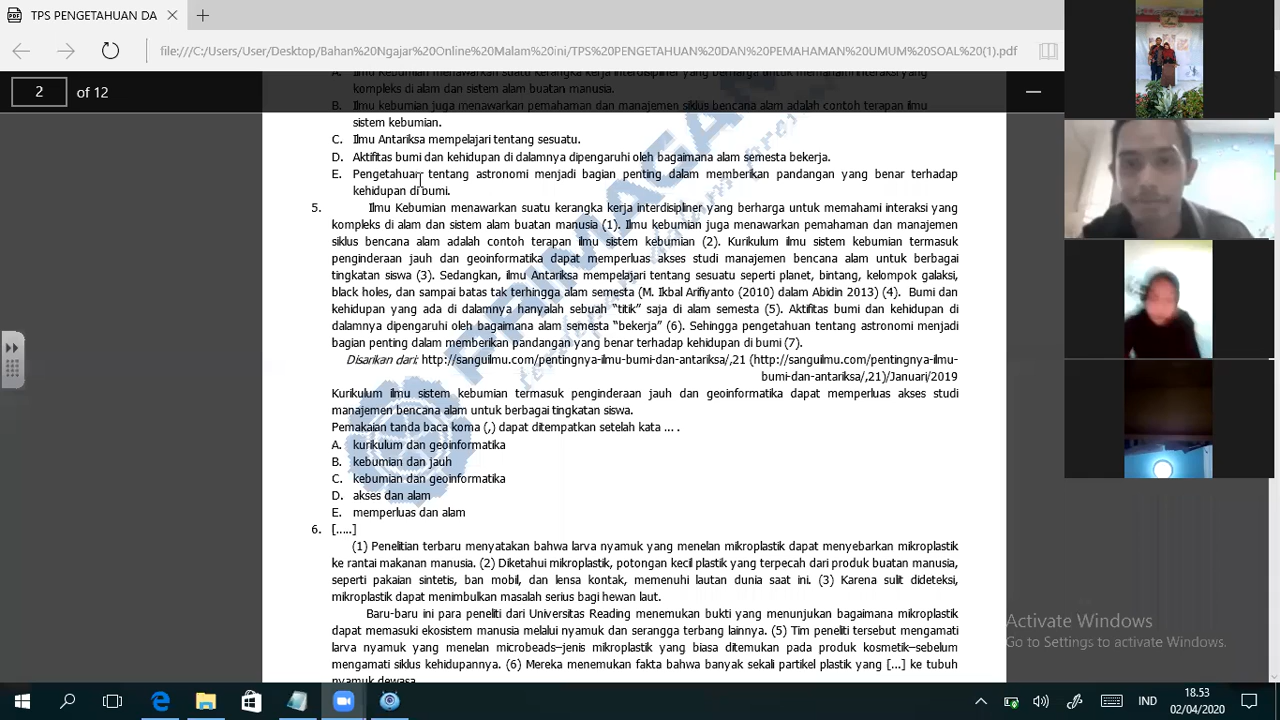 TPS PENGETAHUAN DA
file:///C:/Users/User/Desktop/Bahan%20Ngajar%20Online%20Malam%20ini/TPS%20PENGETAHUAN%20DAN%20PEMAHAMAN%20UMUM%20SOAL%20(1).pdf
2 of 12
A. Ilmu Kebumian menawarkan suatu kerangka kerja interdisipliner yang berharga untuk memahami interaksi yang
kompleks di alam dan sistem alam buatan manusia.
B. Ilmu kebumian juga menawarkan pemahaman dan manajemen siklus bencana alam adalah contoh terapan ilmu
sistem kebumian.
C. Ilmu Antariksa mempelajari tentang sesuatu.
D. Aktifitas bumi dan kehidupan di dalamnya dipengaruhi oleh bagaimana alam semesta bekerja.
E. Pengetahuan tentang astronomi menjadi bagian penting dalam memberikan pandangan yang benar terhadap
kehidupan di bumi.
5. Ilmu Kebumian menawarkan suatu kerangka kerja interdisipliner yang berharga untuk memahami interaksi yang
kompleks di alam dan sistem alam buatan manusia (1). Ilmu kebumian juga menawarkan pemahaman dan manajemen
siklus bencana alam adalah contoh terapan ilmu sistem kebumian (2). Kurikulum ilmu sistem kebumian termasuk
penginderaan jauh dan geoinformatika dapat memperluas akses studi manajemen bencana alam untuk berbagai
tingkatan siswa (3). Sedangkan, ilmu Antariksa mempelajari tentang sesuatu seperti planet, bintang, kelompok galaksi,
black holes, dan sampai batas tak terhingga alam semesta (M. Ikbal Arifiyanto (2010) dalam Abidin 2013) (4). Bumi dan
kehidupan yang ada di dalamnya hanyalah sebuah “titik” saja di alam semesta (5). Aktifitas bumi dan kehidupan di
dalamnya dipengaruhi oleh bagaimana alam semesta “bekerja” (6). Sehingga pengetahuan tentang astronomi menjadi
bagian penting dalam memberikan pandangan yang benar terhadap kehidupan di bumi (7).
Disarikan dari: http://sanguilmu.com/pentingnya-ilmu-bumi-dan-antariksa/,21 (http://sanguilmu.com/pentingnya-ilmu-
bumi-dan-antariksa/,21)/Januari/2019
Kurikulum ilmu sistem kebumian termasuk penginderaan jauh dan geoinformatika dapat memperluas akses studi
manajemen bencana alam untuk berbagai tingkatan siswa.
Pemakaian tanda baca koma (,) dapat ditempatkan setelah kata ... .
A. kurikulum dan geoinformatika
B. kebumian dan jauh
C. kebumian dan geoinformatika
D. akses dan alam
E. memperluas dan alam
6. [.....]
(1) Penelitian terbaru menyatakan bahwa larva nyamuk yang menelan mikroplastik dapat menyebarkan mikroplastik
ke rantai makanan manusia. (2) Diketahui mikroplastik, potongan kecil plastik yang terpecah dari produk buatan manusia,
seperti pakaian sintetis, ban mobil, dan lensa kontak, memenuhi lautan dunia saat ini. (3) Karena sulit dideteksi,
mikroplastik dapat menimbulkan masalah serius bagi hewan laut.
Baru-baru ini para peneliti dari Universitas Reading menemukan bukti yang menunjukan bagaimana mikroplastik
dapat memasuki ekosistem manusia melalui nyamuk dan serangga terbang lainnya. (5) Tim peneliti tersebut mengamati
larva nyamuk yang menelan microbeads–jenis mikroplastik yang biasa ditemukan pada produk kosmetik–sebelum
mengamati siklus kehidupannya. (6) Mereka menemukan fakta bahwa banyak sekali partikel plastik yang [...] ke tubuh
nyamuk dewasa.
PRIMAGAMA
Activate Windows
Go to Settings to activate Windows.
IND
18.53
02/04/2020